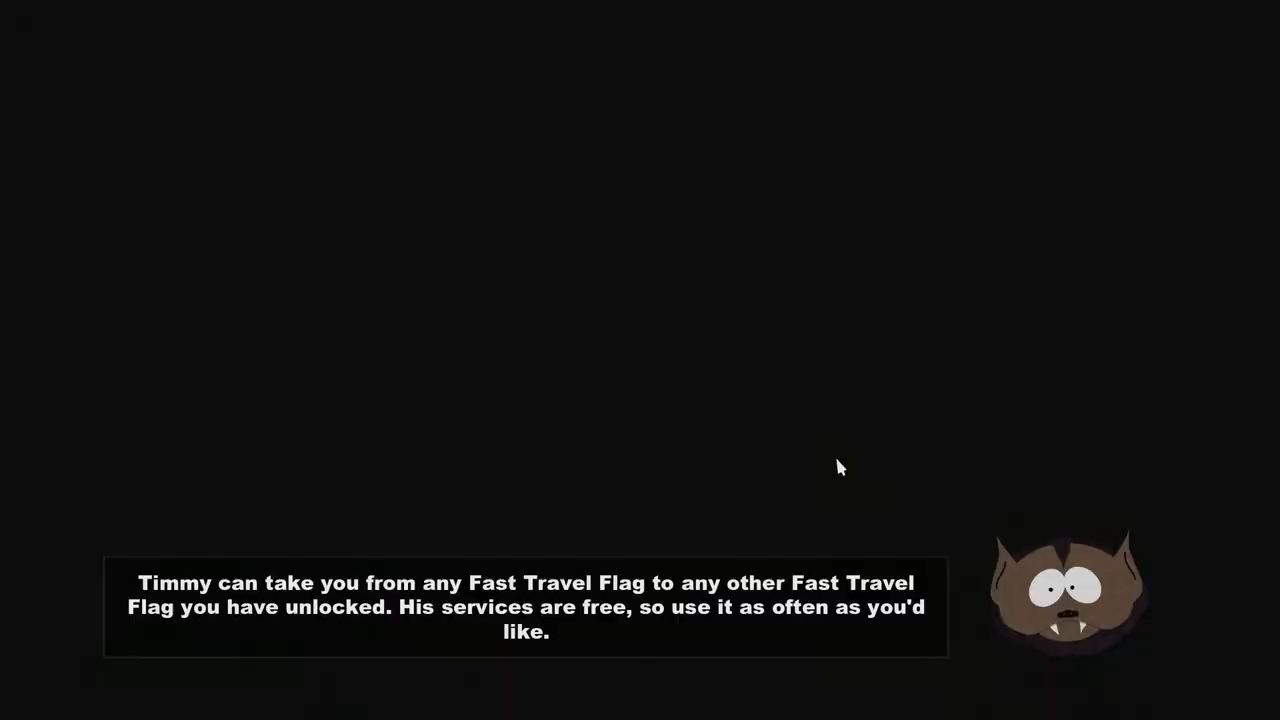 Timmy can take you from any Fast Travel Flag to any other Fast Travel
Flag you have unlocked. His services are free, so use it as often as you'd
like.